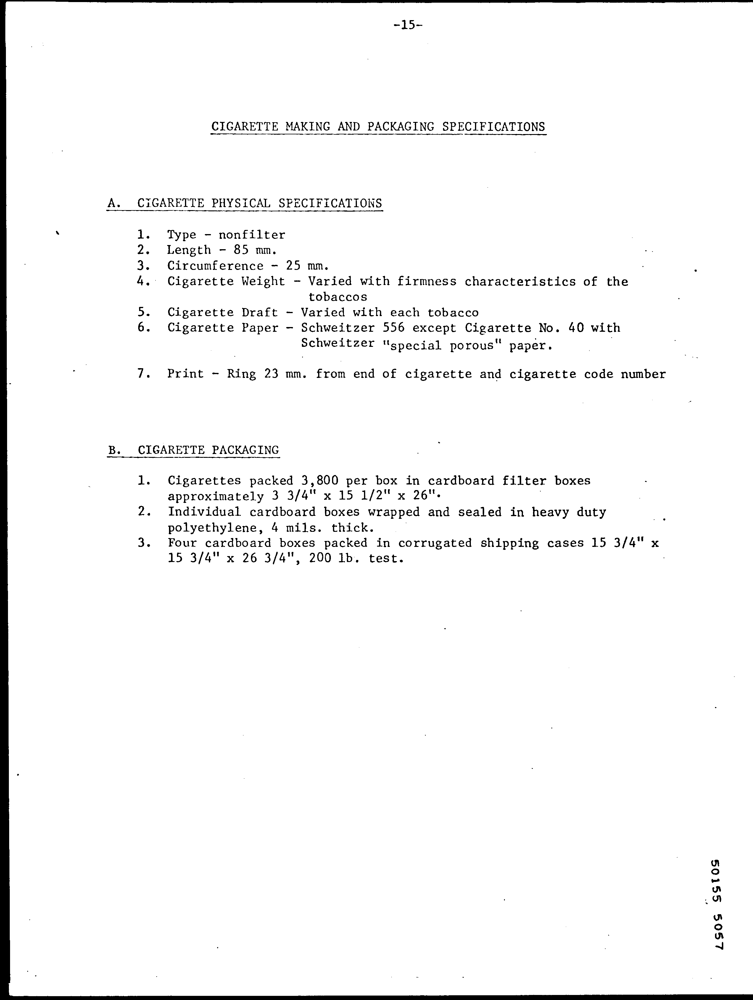 -15-
CIGARETTE MAKING AND PACKAGING SPECIFICATIONS
A. CIGARETTE PHYSICAL SPECIFICATIONS
1. Type - nonfilter
2. Length - 85 mm.
3. Circumference - 25 mm.
4. Cigarette Weight - Varied with firmness characteristics of the
tobaccos
5. Cigarette Draft - Varied with each tobacco
6. Cigarette Paper - Schweitzer 556 except Cigarette No. 40 with
Schweitzer "special porous" paper.
7. Print - Ring 23 mm. from end of cigarette and cigarette code number
B. CIGARETTE PACKAGING
1. Cigarettes packed 3,800 per box in cardboard filter boxes
approximately 3 3/4" x 15 1/2" x 26".
2. Individual cardboard boxes wrapped and sealed in heavy duty
polyethylene, 4 mils. thick.
3. Four cardboard boxes packed in corrugated shipping cases 15 3/4" x
15 3/4" x 26 3/4", 200 lb. test.
50155 5057